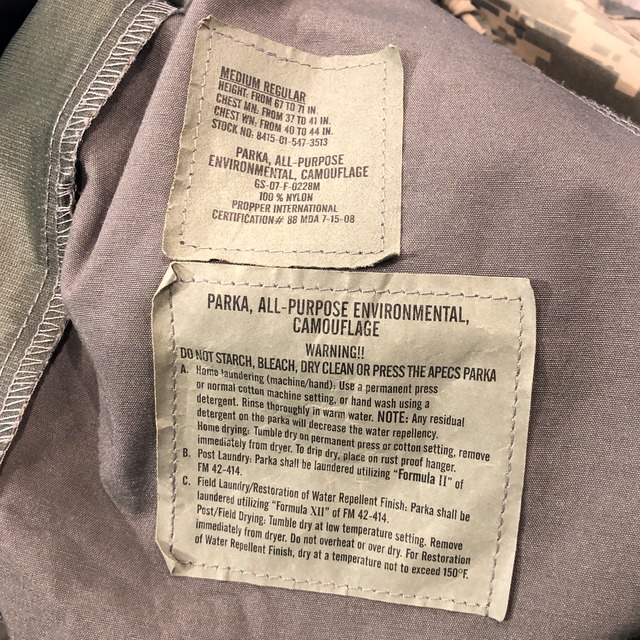 MEDIUM REGULAR
HEIGHT: FROM 67 TO 71 IN.
CHEST MN: FROM 37 TO 41 IN.
CHEST WN: FROM 40 TO 44 IN.
STOCK NO: 8415-01-547-3513
PARKA, ALL-PURPOSE
ENVIRONMENTAL, CAMOUFLAGE
GS-07-F-0228M
100 % NYLON
PROPPER INTERNATIONAL
CERTIFICATION# 88 MDA 7-15-08
PARKA, ALL-PURPOSE ENVIRONMENTAL,
CAMOUFLAGE
WARNING!!
DO NOT STARCH, BLEACH, DRY CLEAN OR PRESS THE APECS PARKA
A. Home laundering (machine/hand): Use a permanent press
or normal cotton machine setting, or hand wash using a
detergent. Rinse thoroughly in warm water. NOTE: Any residual
detergent on the parka will decrease the water repellency.
Home drying: Tumble dry on permanent press or cotton setting, remove
immediately from dryer. To drip dry, place on rust proof hanger.
B. Post Laundry: Parka shall be laundered utilizing "Formula II" of
FM 42-414.
C. Field Laundry/Restoration of Water Repellent Finish: Parka shall be
laundered utilizing "Formula XII" of FM 42-414.
Post/Field Drying: Tumble dry at low temperature setting. Remove
immediately from dryer. Do not overheat or over dry. For Restoration
of Water Repellent Finish, dry at a temperature not to exceed 150°F.